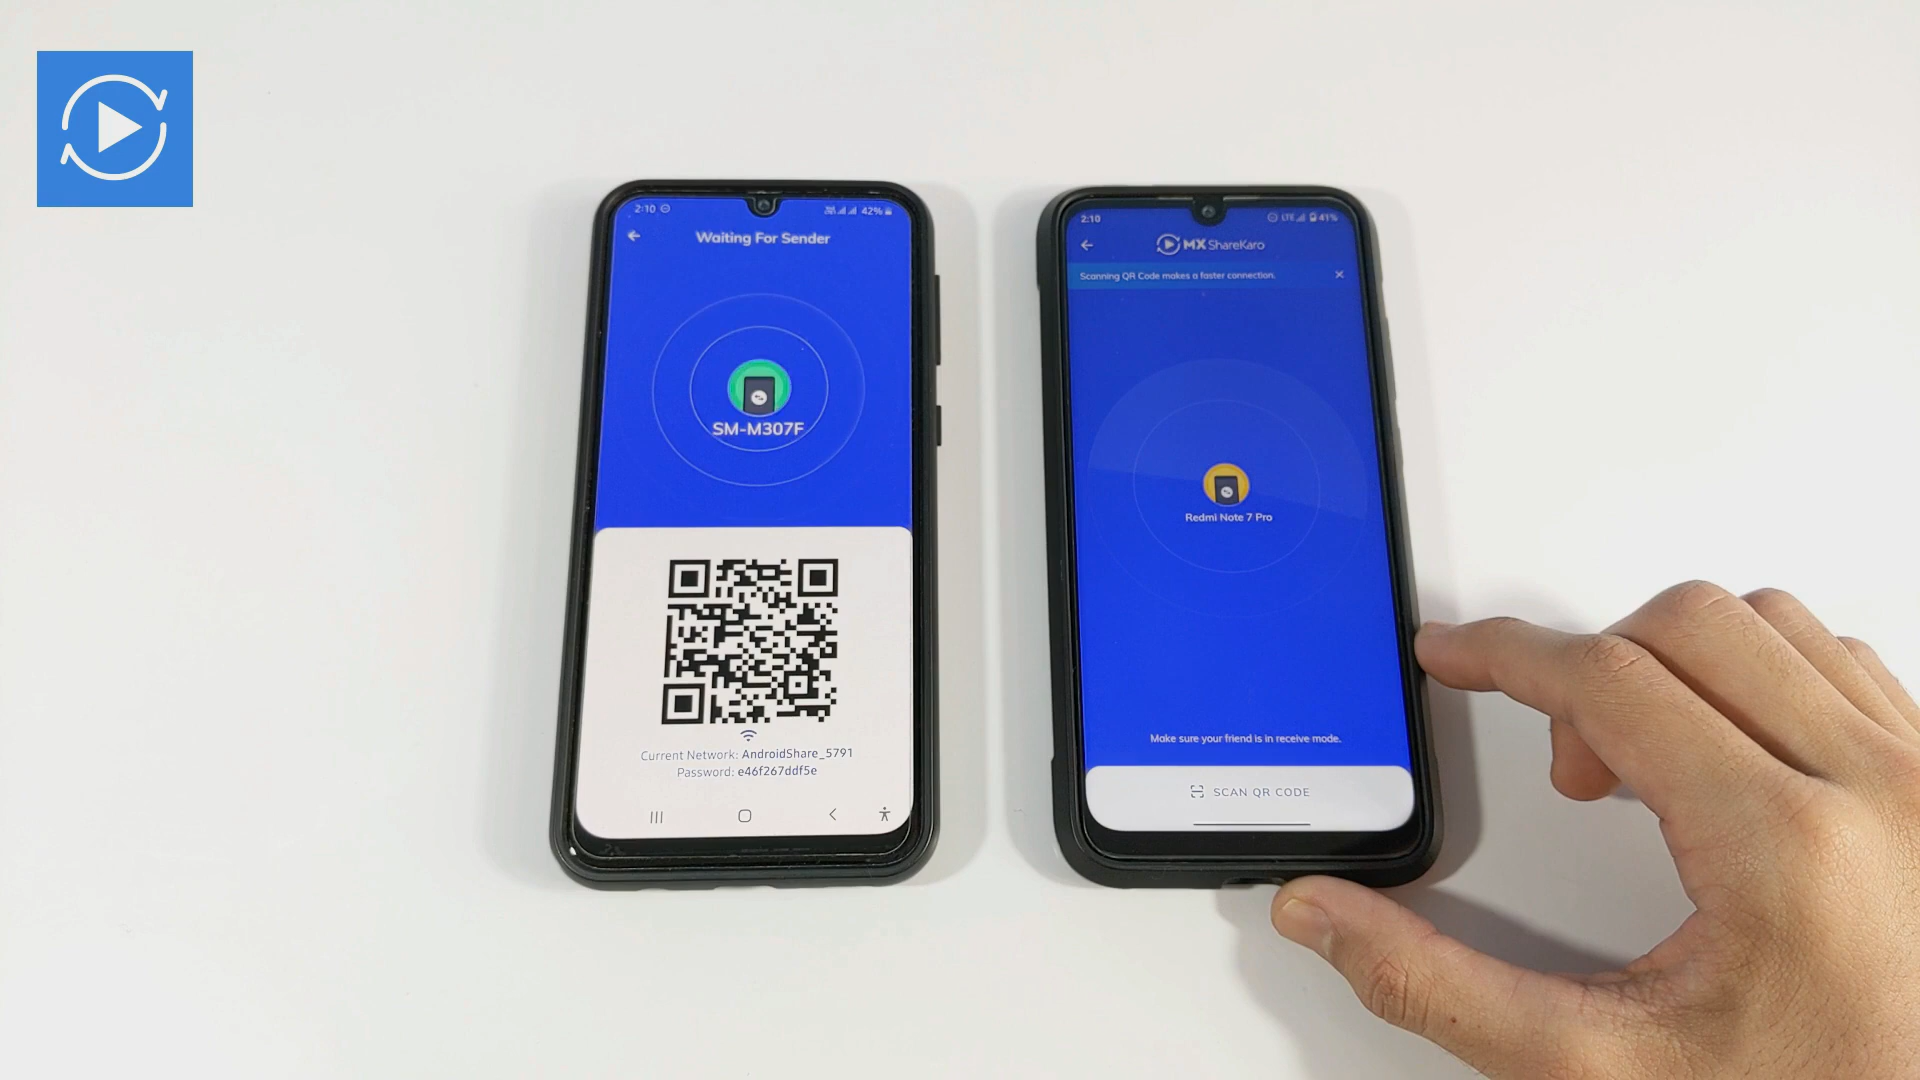 2:10
42%
Waiting For Sender
SM-M307F
Current Network: AndroidShare_5791
Password: e46f267ddf5e
2:10
LTE 41%
MX ShareKaro
Scanning QR Code makes a faster connection.
Redmi Note 7 Pro
Make sure your friend is in receive mode.
SCAN QR CODE